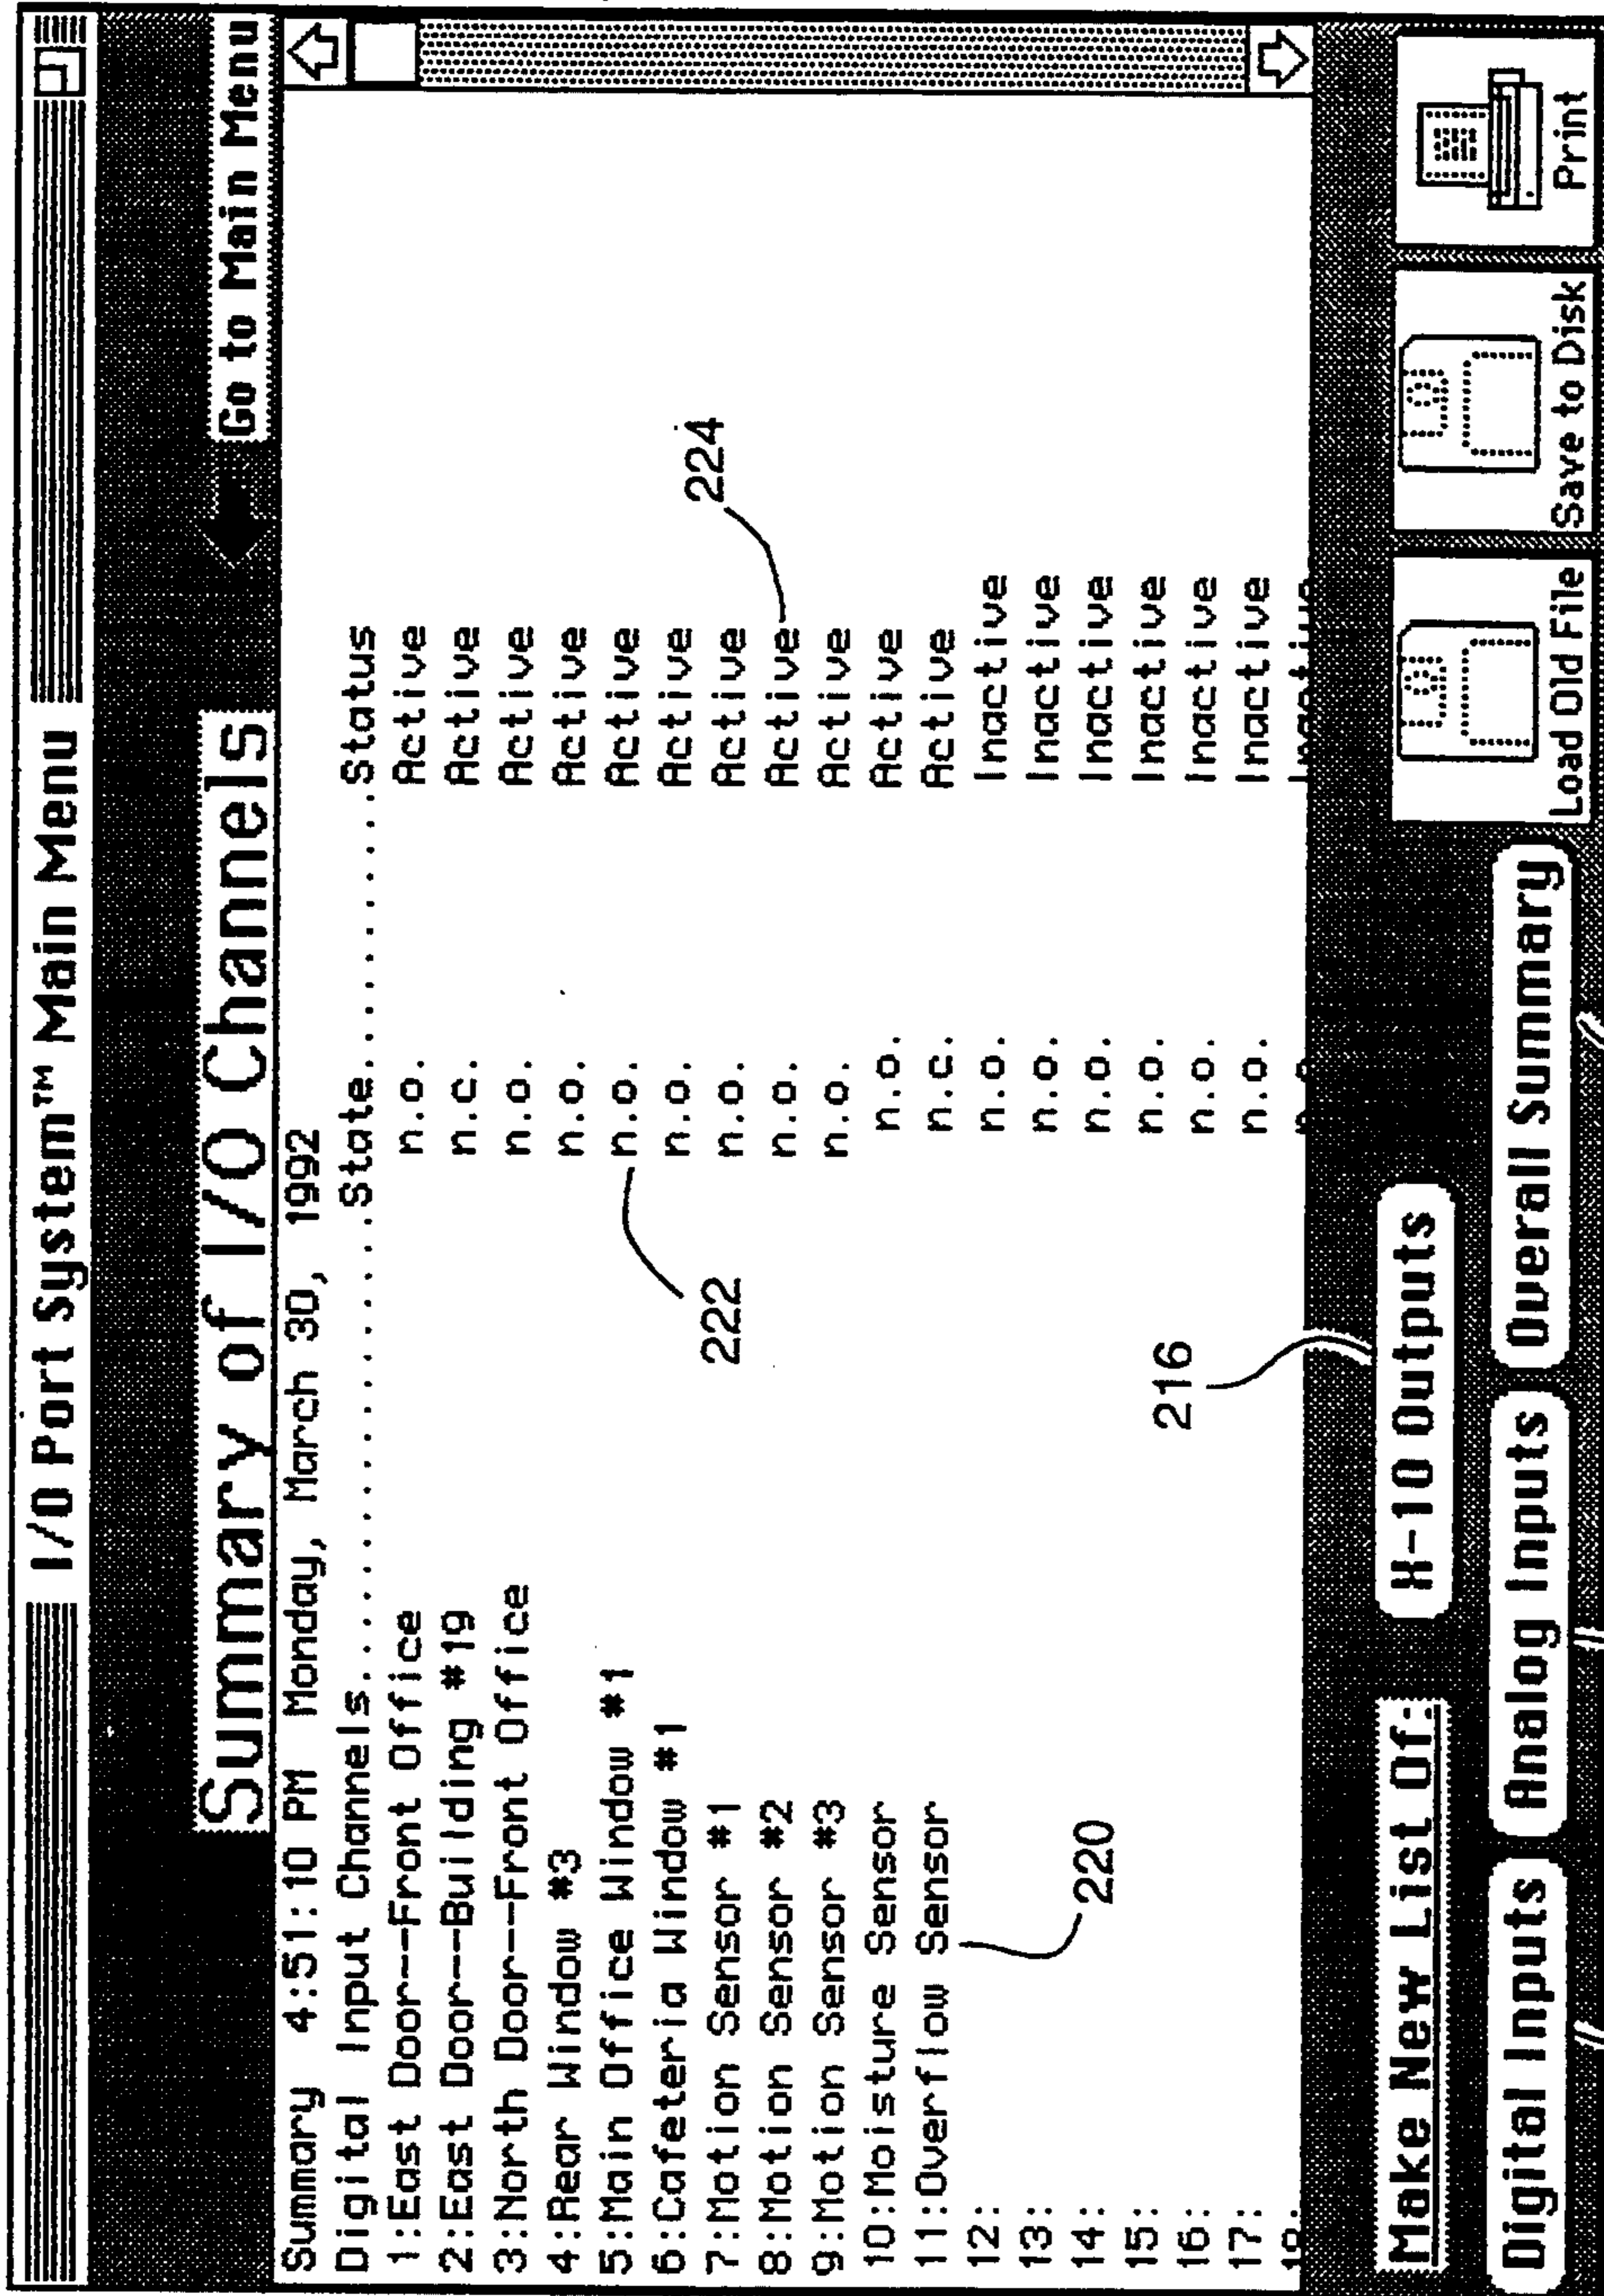 I/O Port System™ Main Menu
Summary of I/O Channels
Go to Main Menu
Summary 4:51:10 PM Monday, March 30, 1992
Digital Input Channels..............................State..................Status
1:East Door--Front Office n.o. Active
2:East Door--Building #19 n.c. Active
3:North Door--Front Office n.o. Active
4:Rear Window #3 n.o. Active
5:Main Office Window #1 n.o. Active
6:Cafeteria Window #1 n.o. Active
7:Motion Sensor #1 n.o. Active
8:Motion Sensor #2 n.o. Active
9:Motion Sensor #3 n.o. Active
10:Moisture Sensor n.o. Active
11:Overflow Sensor n.c. Active
12: n.o. Inactive
13: n.o. Inactive
14: n.o. Inactive
15: n.o. Inactive
16: n.o. Inactive
17: n.o. Inactive
18: n.o. Inactive
222
224
220
216
Make New List Of:
X-10 Outputs
Digital Inputs
Analog Inputs
Overall Summary
Load Old File
Save to Disk
Print